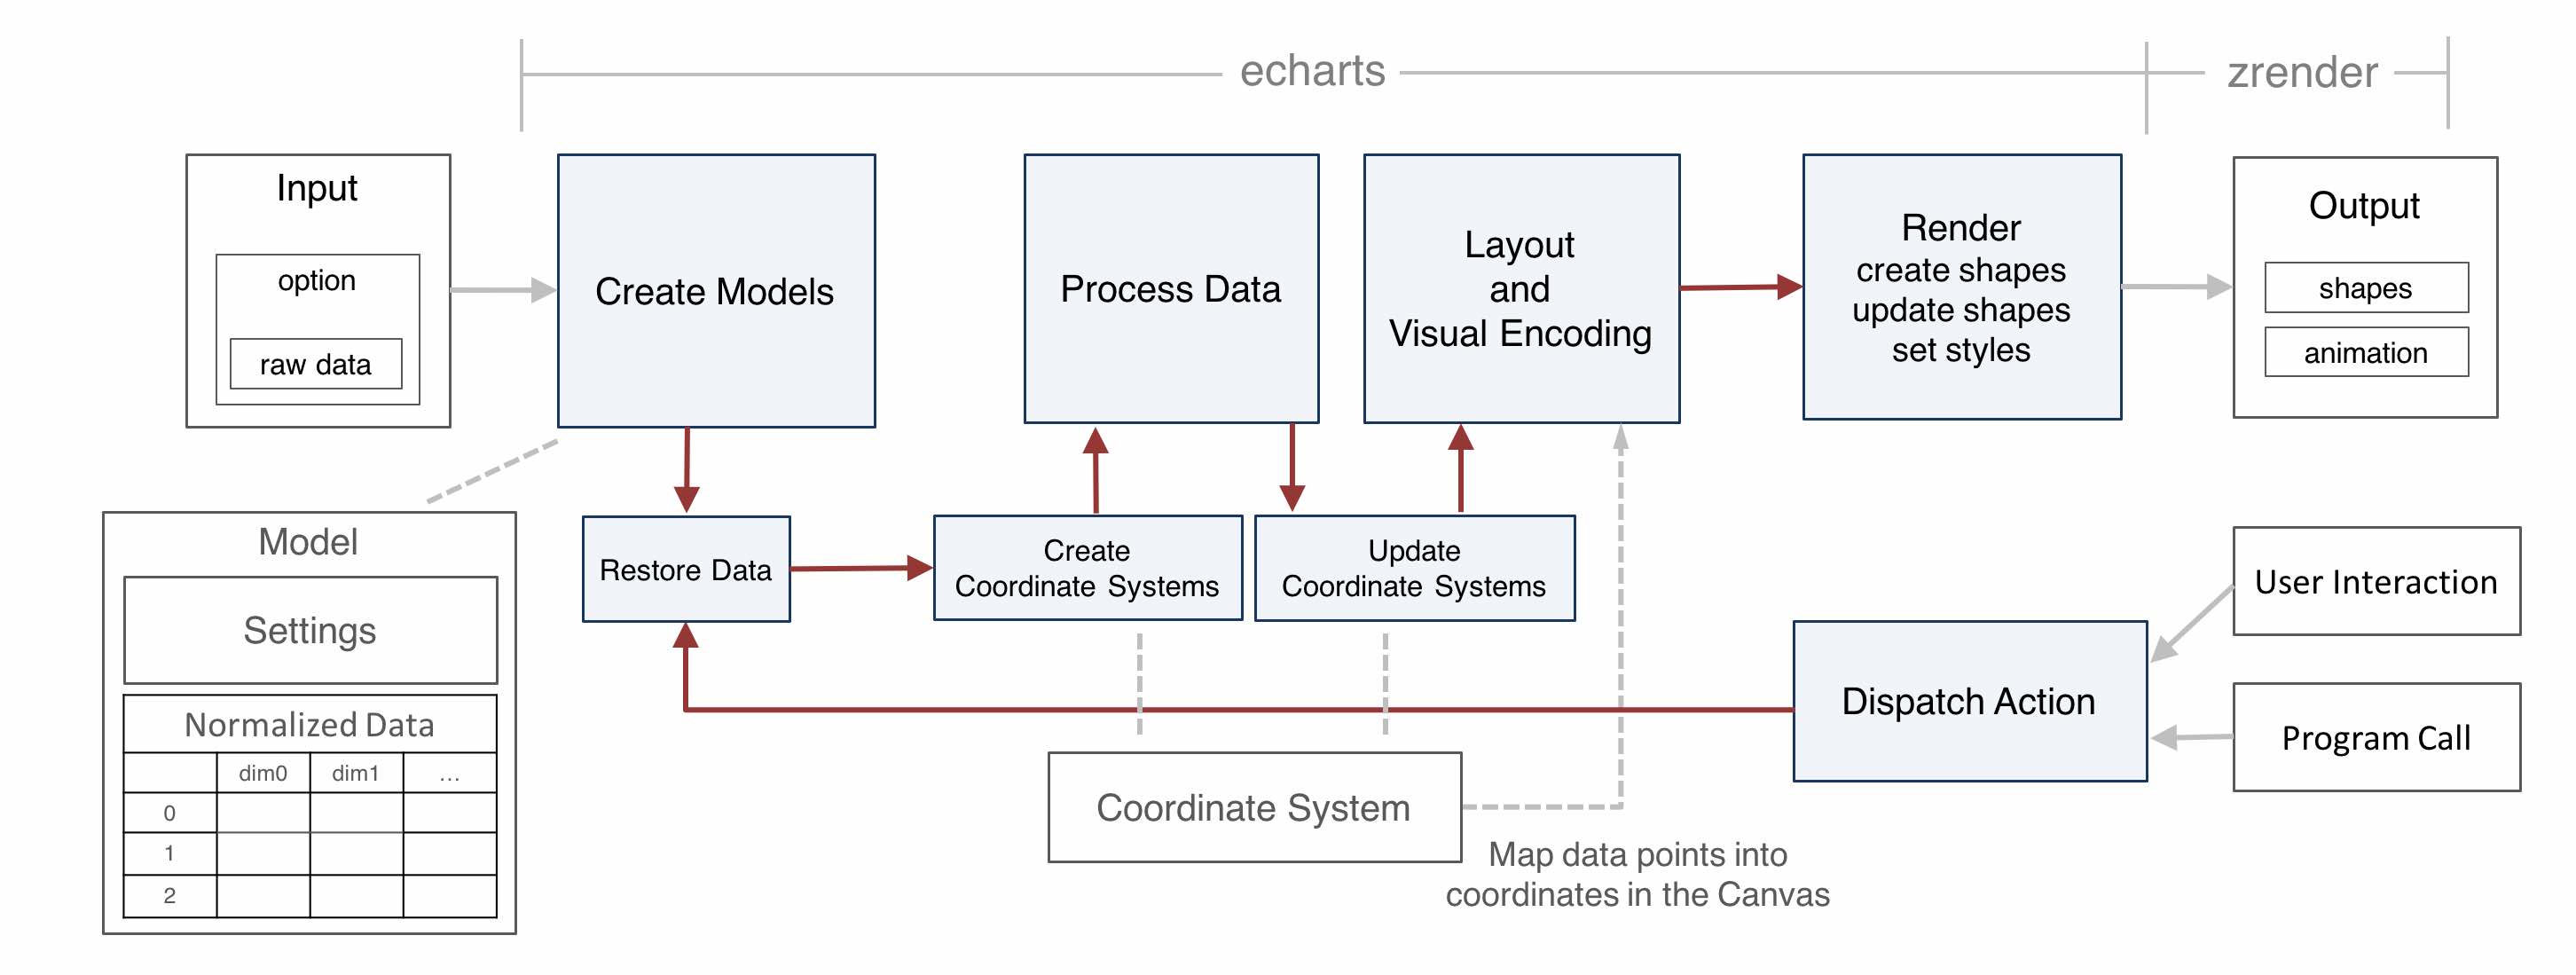 echarts
zrender
Input
option
raw data
Create Models
Process Data
Layout
and
Visual Encoding
Render
create shapes
update shapes
set styles
Output
shapes
animation
Model
Settings
Normalized Data
dim0 dim1 ...
0
1
2
Restore Data
Create
Coordinate Systems
Update
Coordinate Systems
User Interaction
Dispatch Action
Program Call
Coordinate System
Map data points into
coordinates in the Canvas